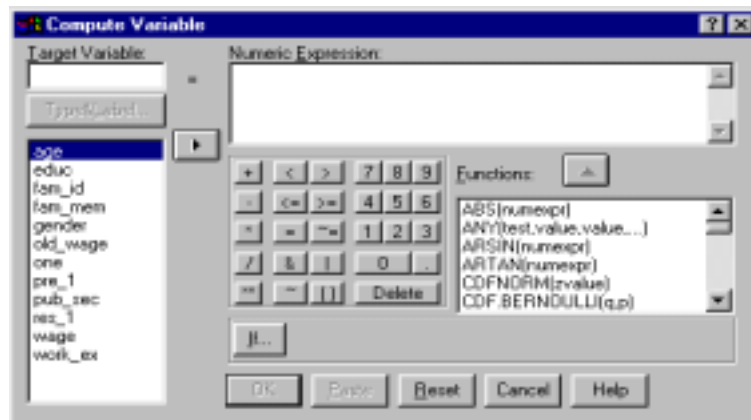 Compute Variable
Target Variable:
Numeric Expression:
=
Type&Label...
age
educ
fam_id
fam_mem
gender
old_wage
one
pre_1
pub_sec
res_1
wage
work_ex
+ < > 7 8 9
- <= >= 4 5 6
* = ~= 1 2 3
/ & | 0 .
** ~ () Delete
Functions:
ABS(numexpr)
ANY(test,value,value,...)
ARSIN(numexpr)
ARTAN(numexpr)
CDFNORM(zvalue)
CDF.BERNOULLI(q,p)
If...
OK Paste Reset Cancel Help